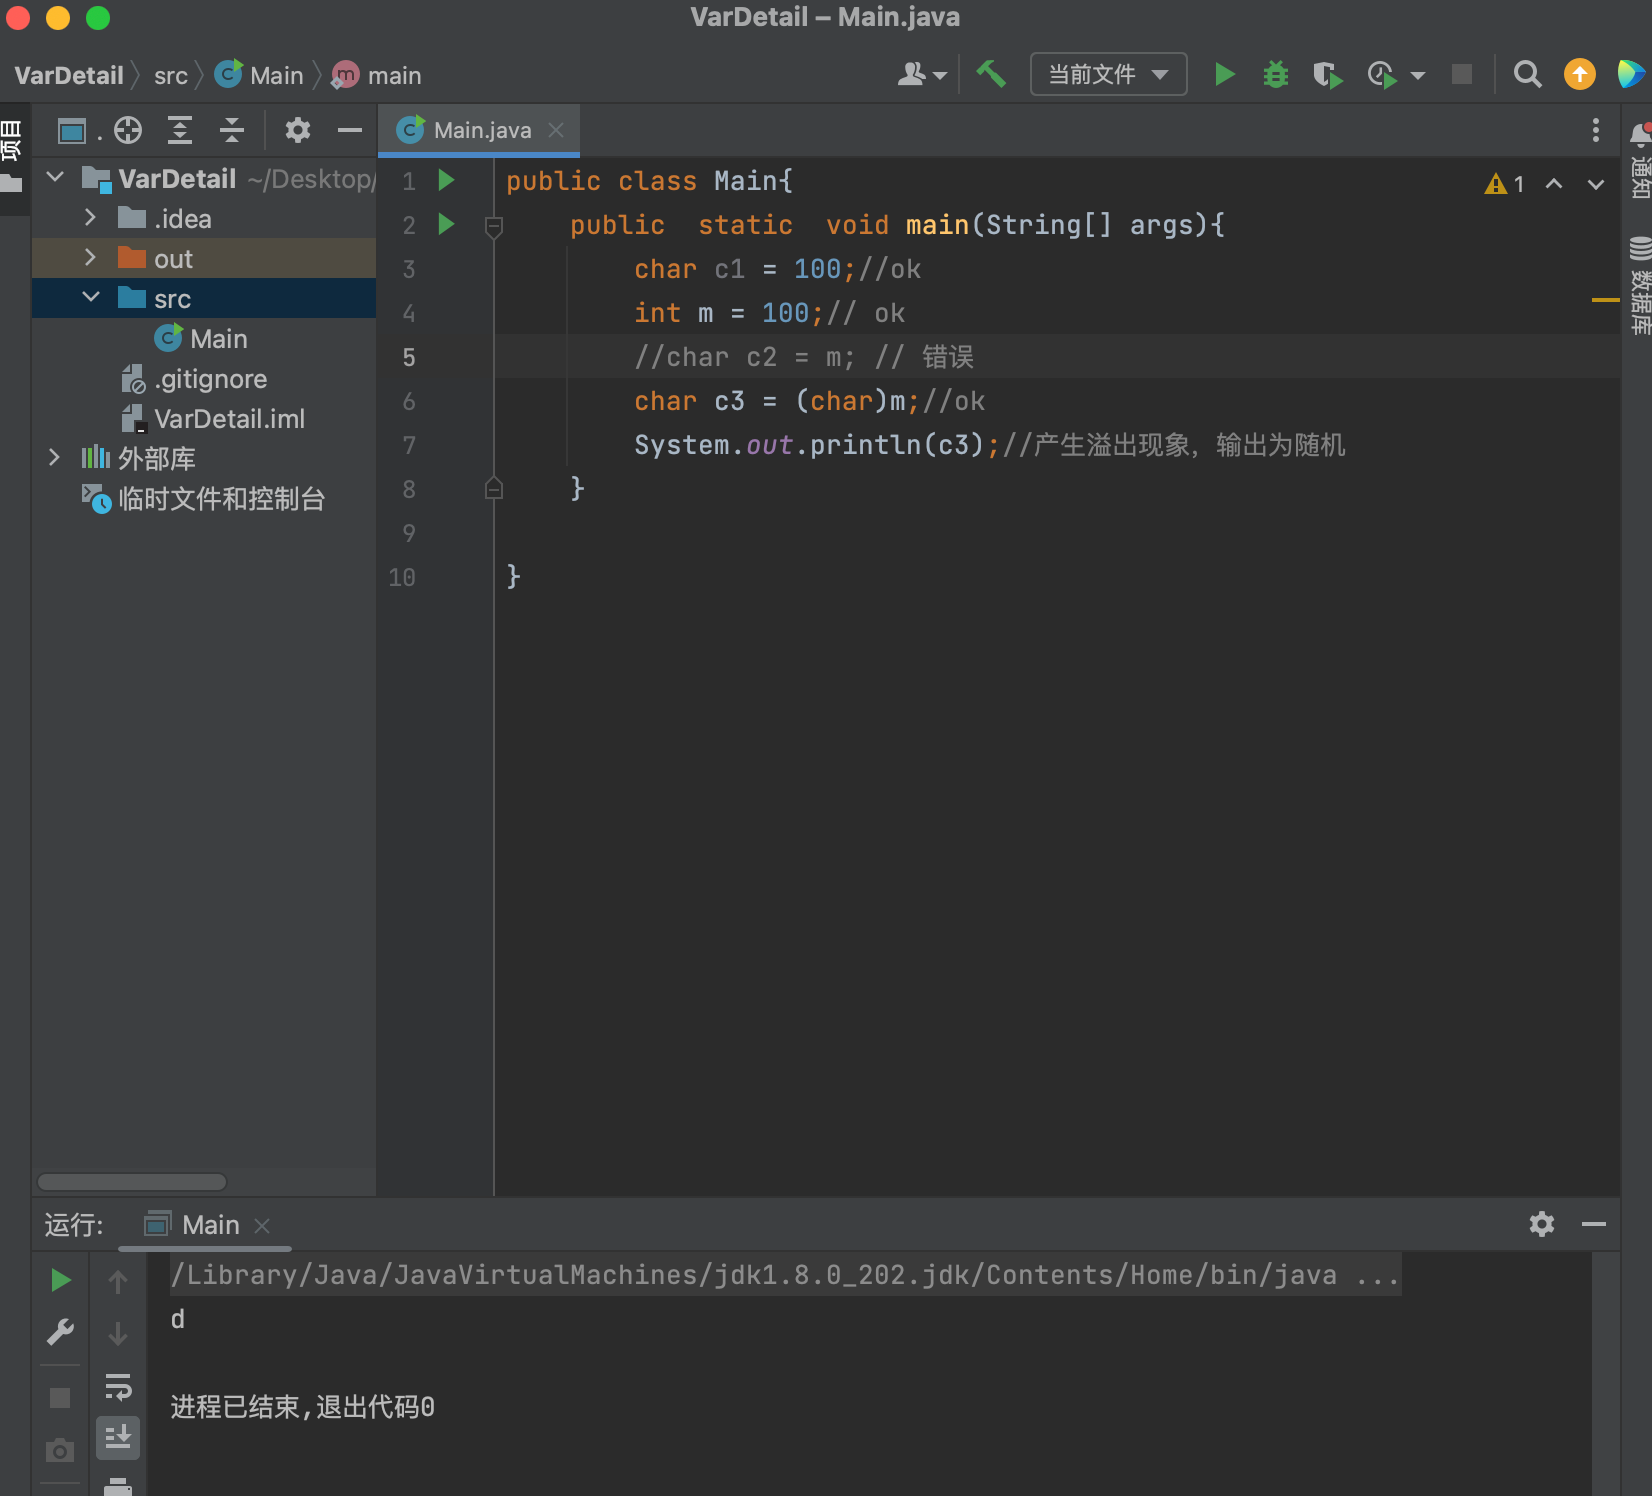 VarDetail – Main.java
VarDetail src Main main
当前文件
项目
Main.java
VarDetail ~/Desktop/
.idea
out
src
Main
.gitignore
VarDetail.iml
外部库
临时文件和控制台
1 public class Main{
2 public static void main(String[] args){
3 char c1 = 100;//ok
4 int m = 100;// ok
5 //char c2 = m; // 错误
6 char c3 = (char)m;//ok
7 System.out.println(c3);//产生溢出现象，输出为随机
8 }
9
10 }
1
通知
数据库
运行: Main
/Library/Java/JavaVirtualMachines/jdk1.8.0_202.jdk/Contents/Home/bin/java ...
d
进程已结束,退出代码0